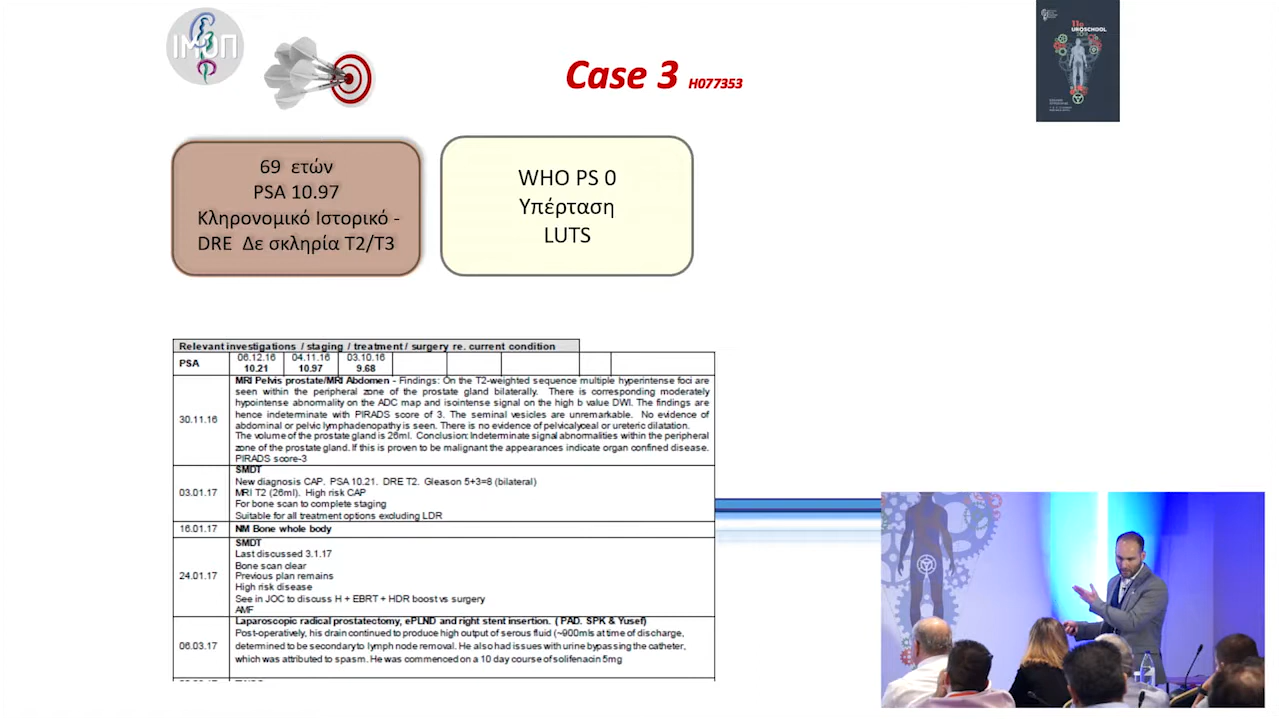 ΙΜΟΠ
Case 3 H077353
11ο
UROSCHOOL
69 ετών
PSA 10.97
Κληρονομικό Ιστορικό -
DRE Δε σκληρία T2/T3
WHO PS 0
Υπέρταση
LUTS
Relevant investigations / staging / treatment / surgery re. current condition
PSA 06.12.16 04.11.16 03.10.16
10.21 10.97 9.68
30.11.16
MRI Pelvis prostate/MRI Abdomen - Findings: On the T2-weighted sequence multiple hyperintense foci are
seen within the peripheral zone of the prostate gland bilaterally. There is corresponding moderately
hypointense abnormality on the ADC map and isointense signal on the high b value DWI. The findings are
hence indeterminate with PIRADS score of 3. The seminal vesicles are unremarkable. No evidence of
abdominal or pelvic lymphadenopathy is seen. There is no evidence of pelvicalyceal or ureteric dilatation.
The volume of the prostate gland is 26ml. Conclusion: Indeterminate signal abnormalities within the peripheral
zone of the prostate gland. If this is proven to be malignant the appearances indicate organ confined disease.
PIRADS score-3
03.01.17
SMDT
New diagnosis CAP. PSA 10.21. DRE T2. Gleason 5+3=8 (bilateral)
MRI T2 (26ml). High risk CAP
For bone scan to complete staging
Suitable for all treatment options excluding LDR
16.01.17 NM Bone whole body
24.01.17
SMDT
Last discussed 3.1.17
Bone scan clear
Previous plan remains
High risk disease
See in JOC to discuss H + EBRT + HDR boost vs surgery
AMF
06.03.17
Laparoscopic radical prostatectomy, ePLND and right stent insertion. ( PAD. SPK & Yusef)
Post-operatively, his drain continued to produce high output of serous fluid (~900mls at time of discharge,
determined to be secondary to lymph node removal. He also had issues with urine bypassing the catheter,
which was attributed to spasm. He was commenced on a 10 day course of solifenacin 5mg